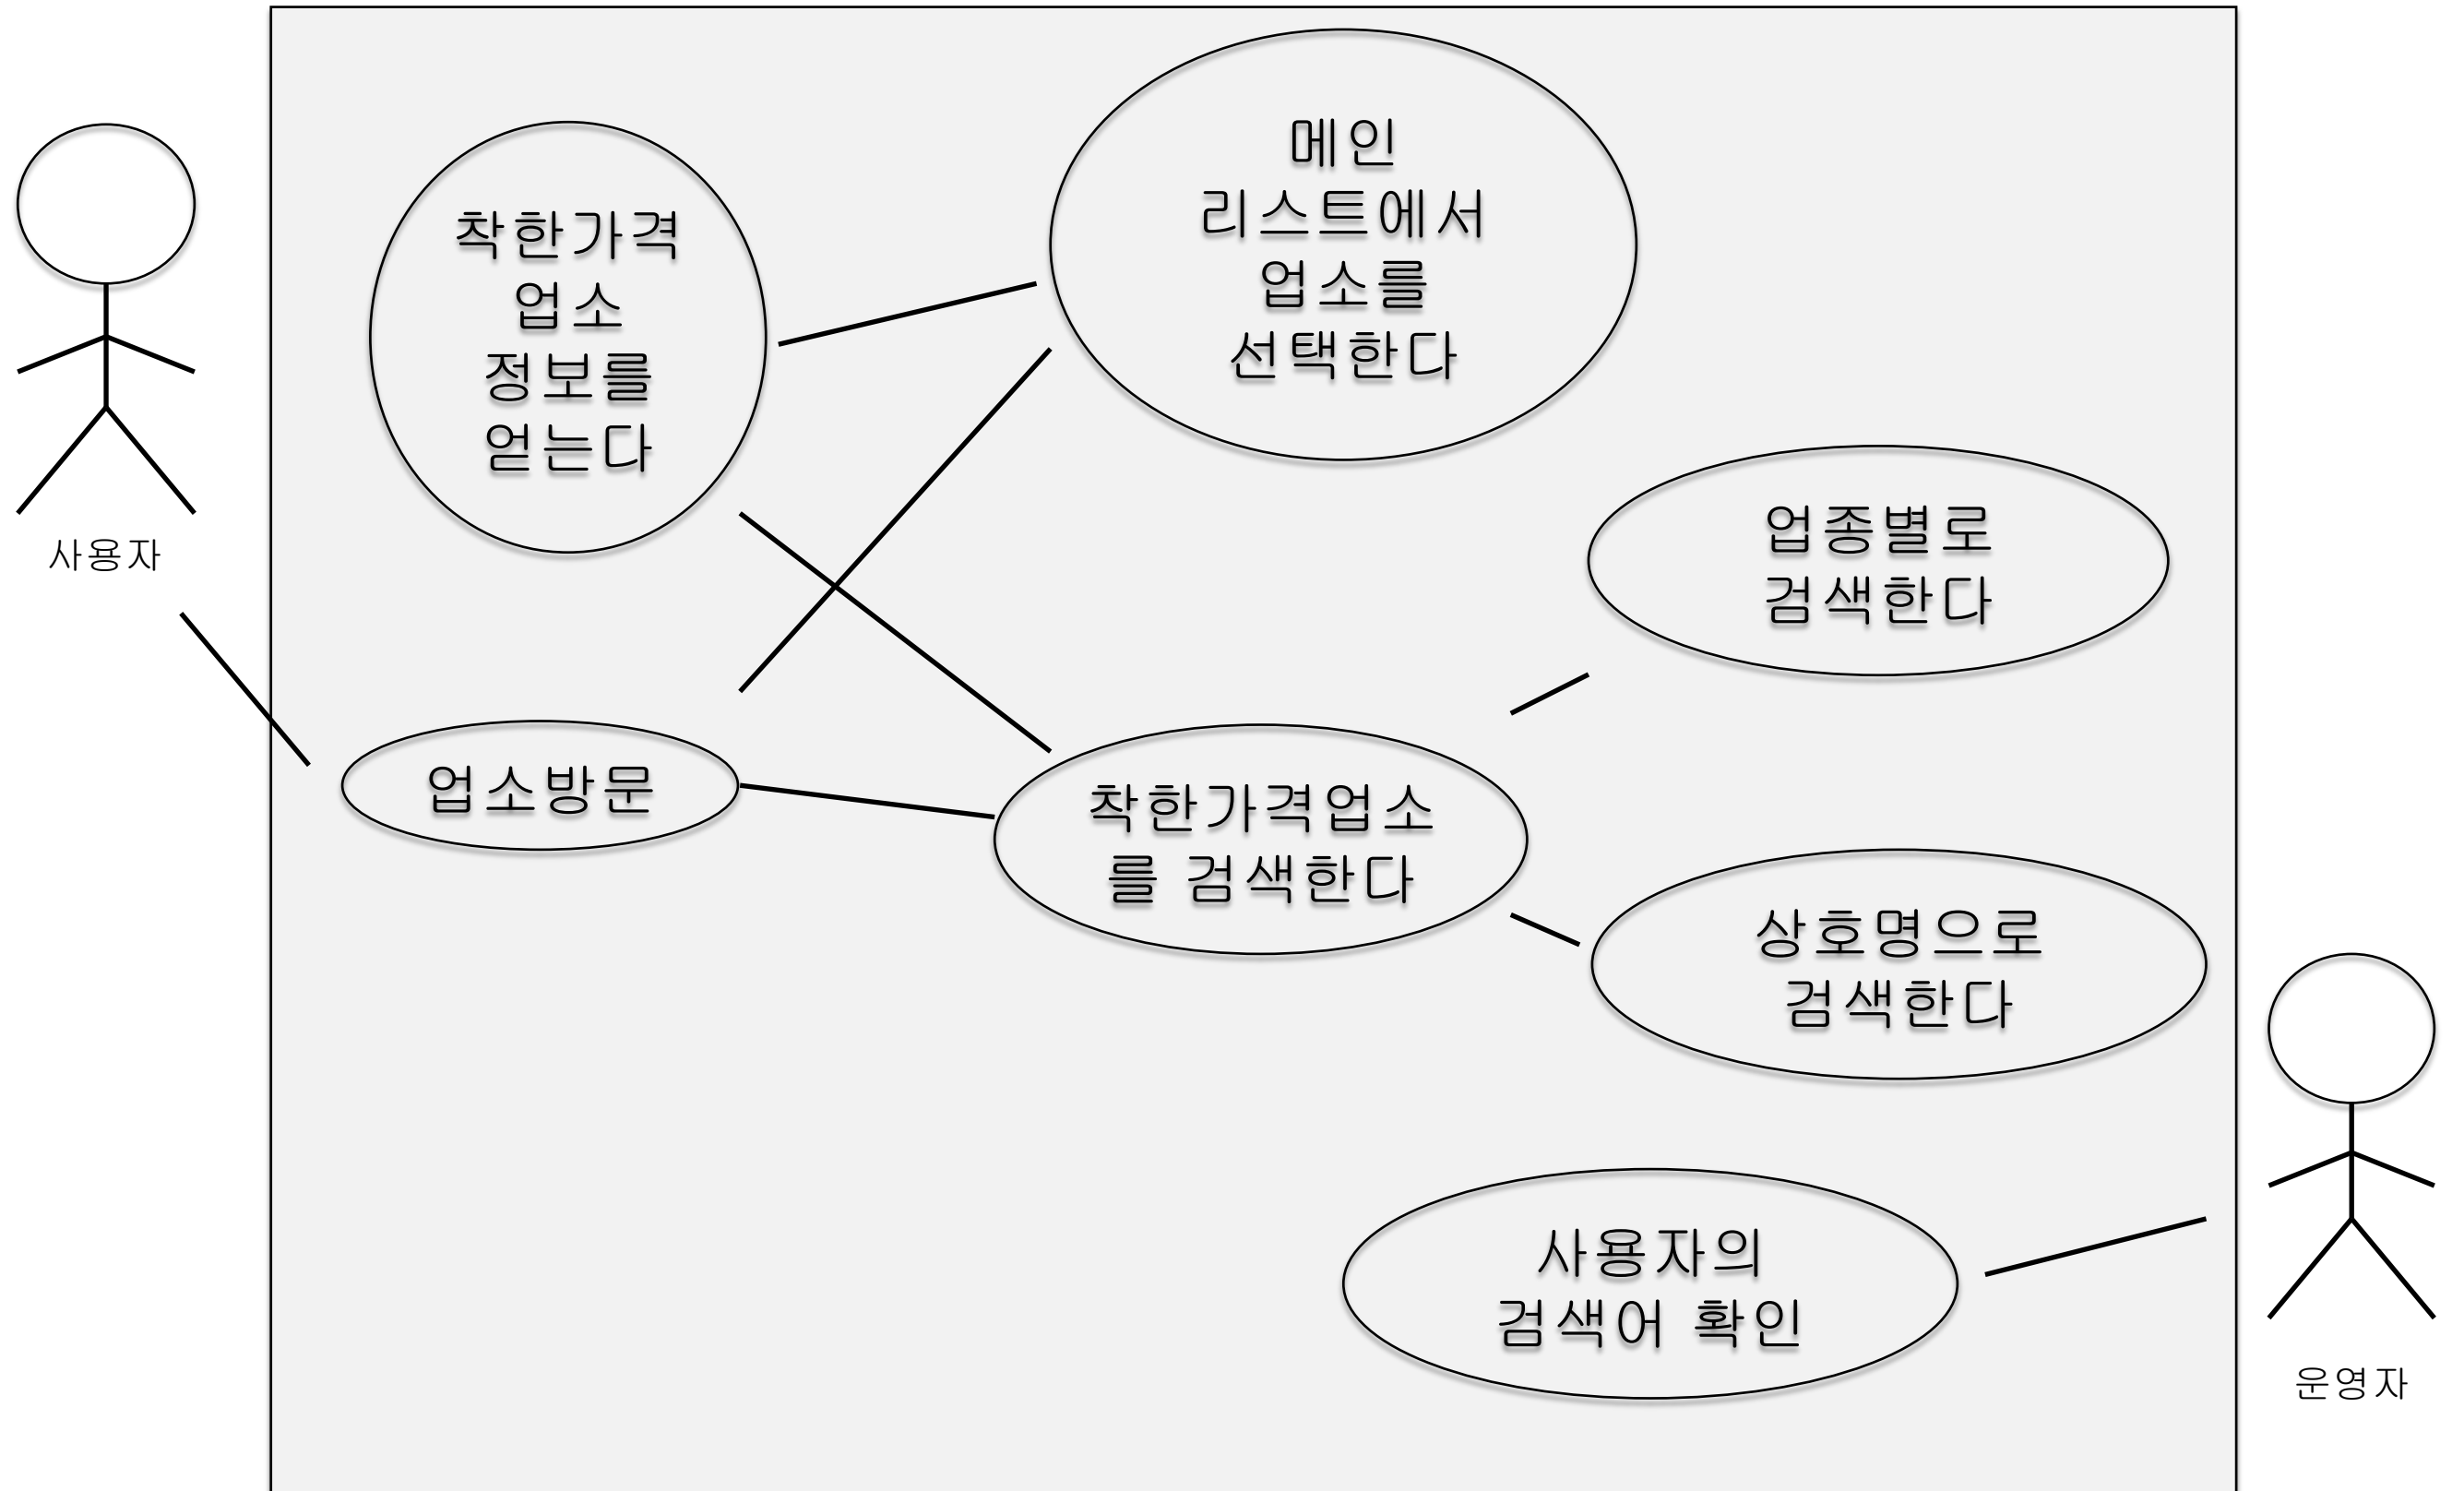 사용자
착한가격
업소
정보를
얻는다
메인
리스트에서
업소를
선택한다
업종별로
검색한다
업소방문
착한가격업소
를 검색한다
상호명으로
검색한다
사용자의
검색어 확인
운영자